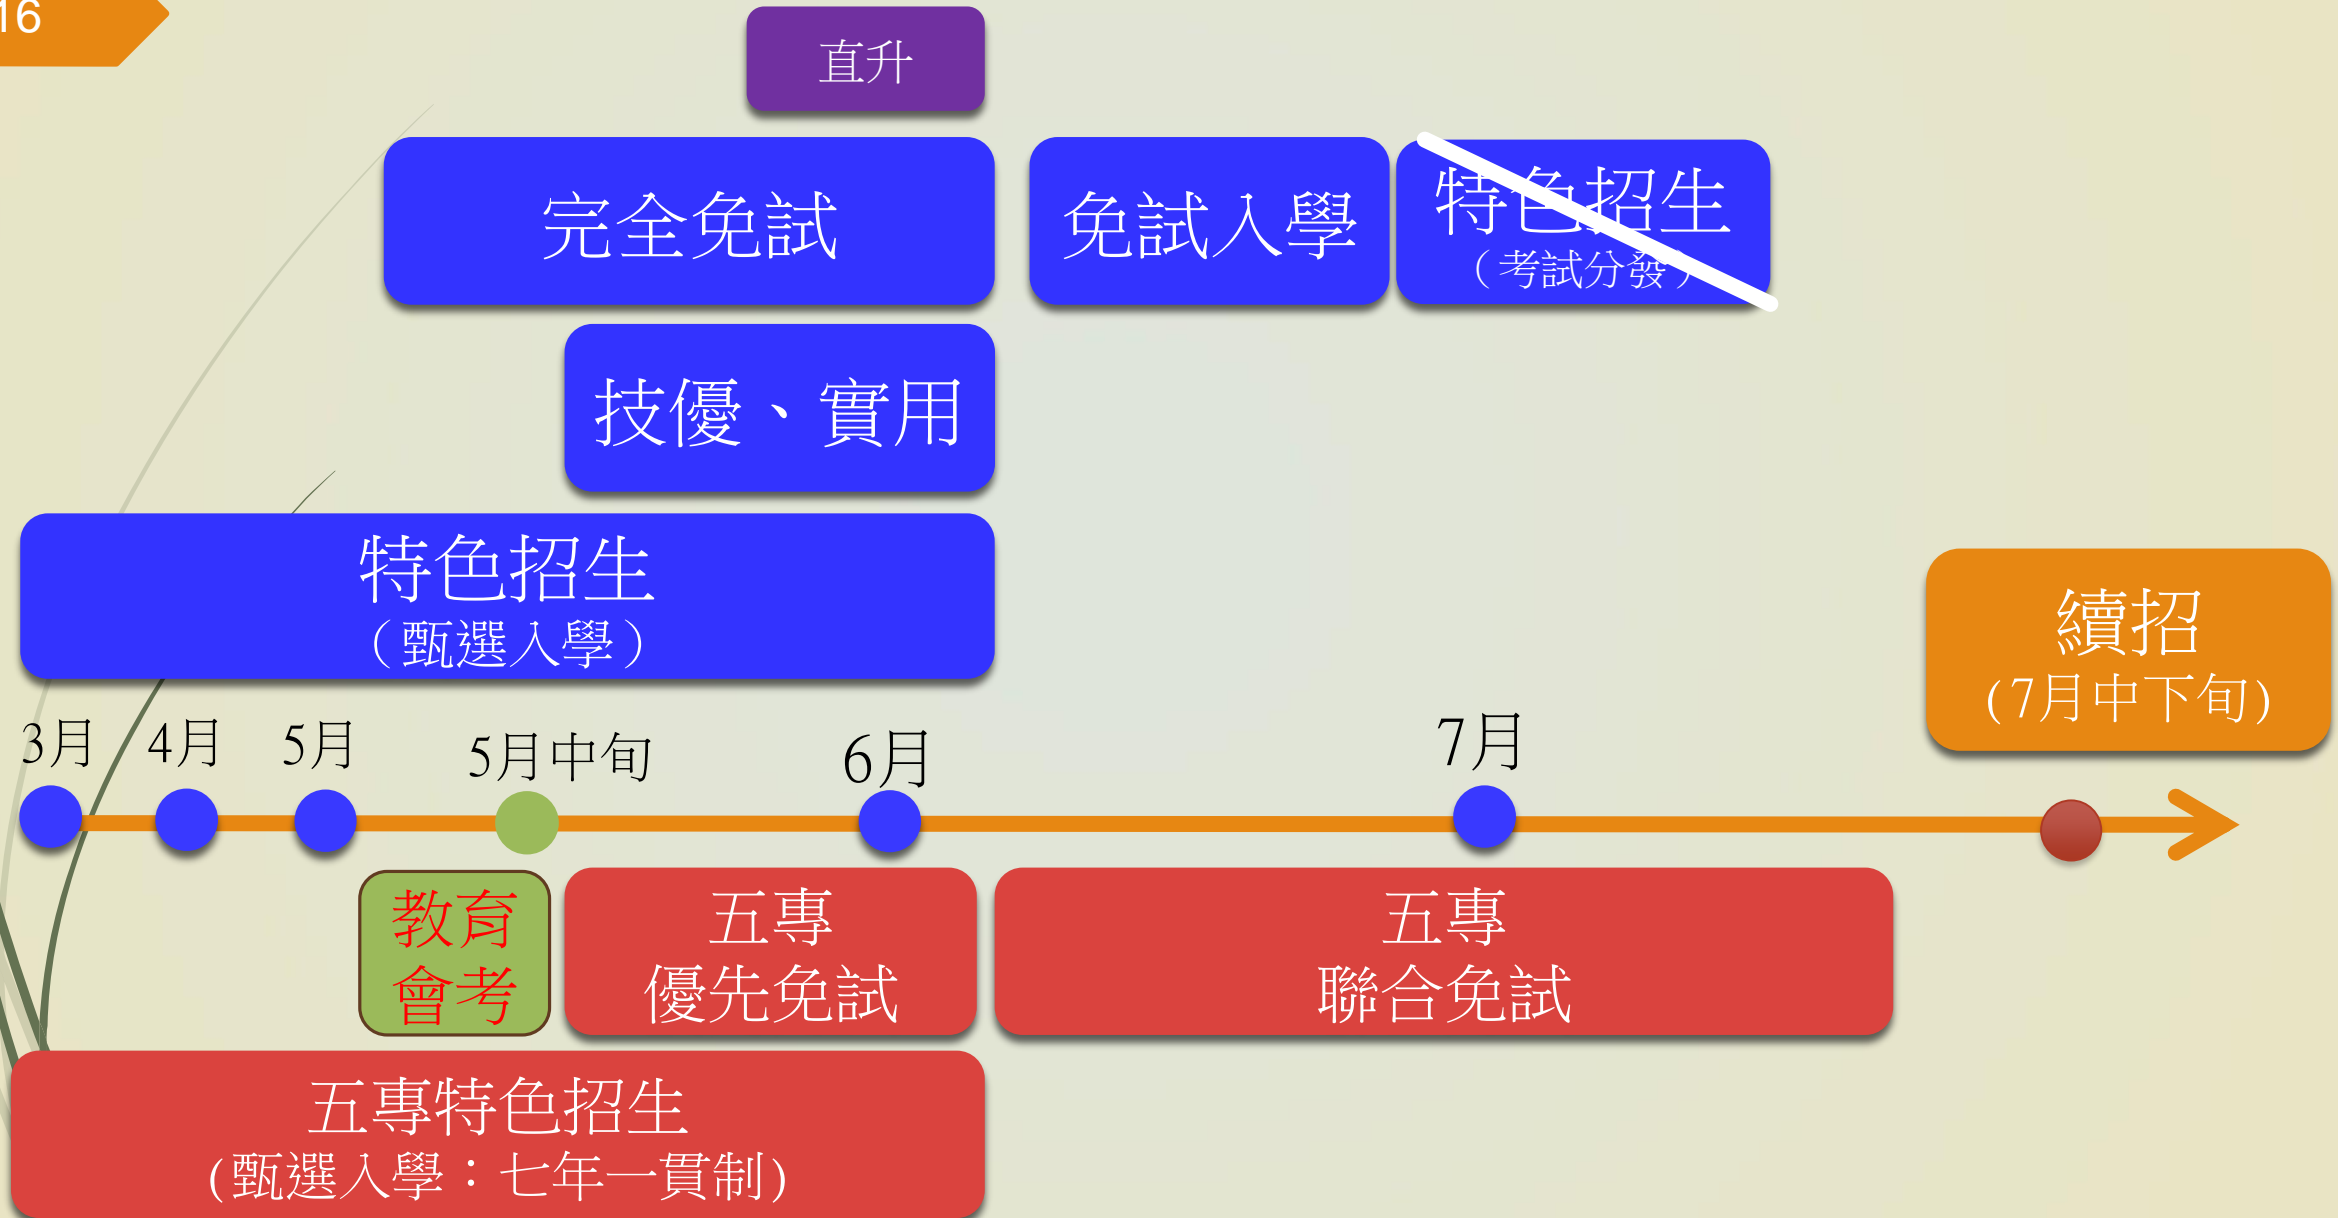 16
直升
完全免試
免試入學
特色招生
（考試分發）
技優、實用
特色招生
（甄選入學）
續招
(7月中下旬)
3月
4月
5月
5月中旬
6月
7月
教育
會考
五專
優先免試
五專
聯合免試
五專特色招生
(甄選入學：七年一貫制)